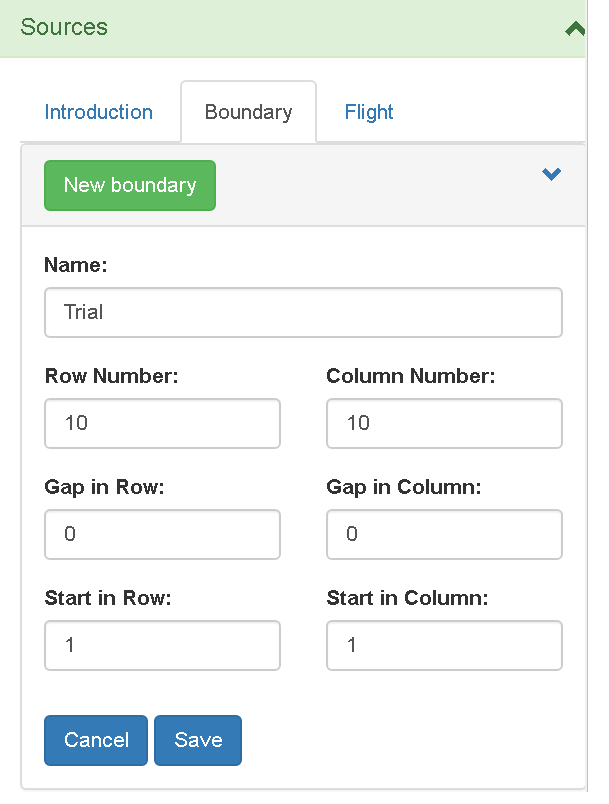 Sources
Introduction Boundary Flight
New boundary
Name:
Trial
Row Number: Column Number:
10 10
Gap in Row: Gap in Column:
0 0
Start in Row: Start in Column:
1 1
Cancel Save